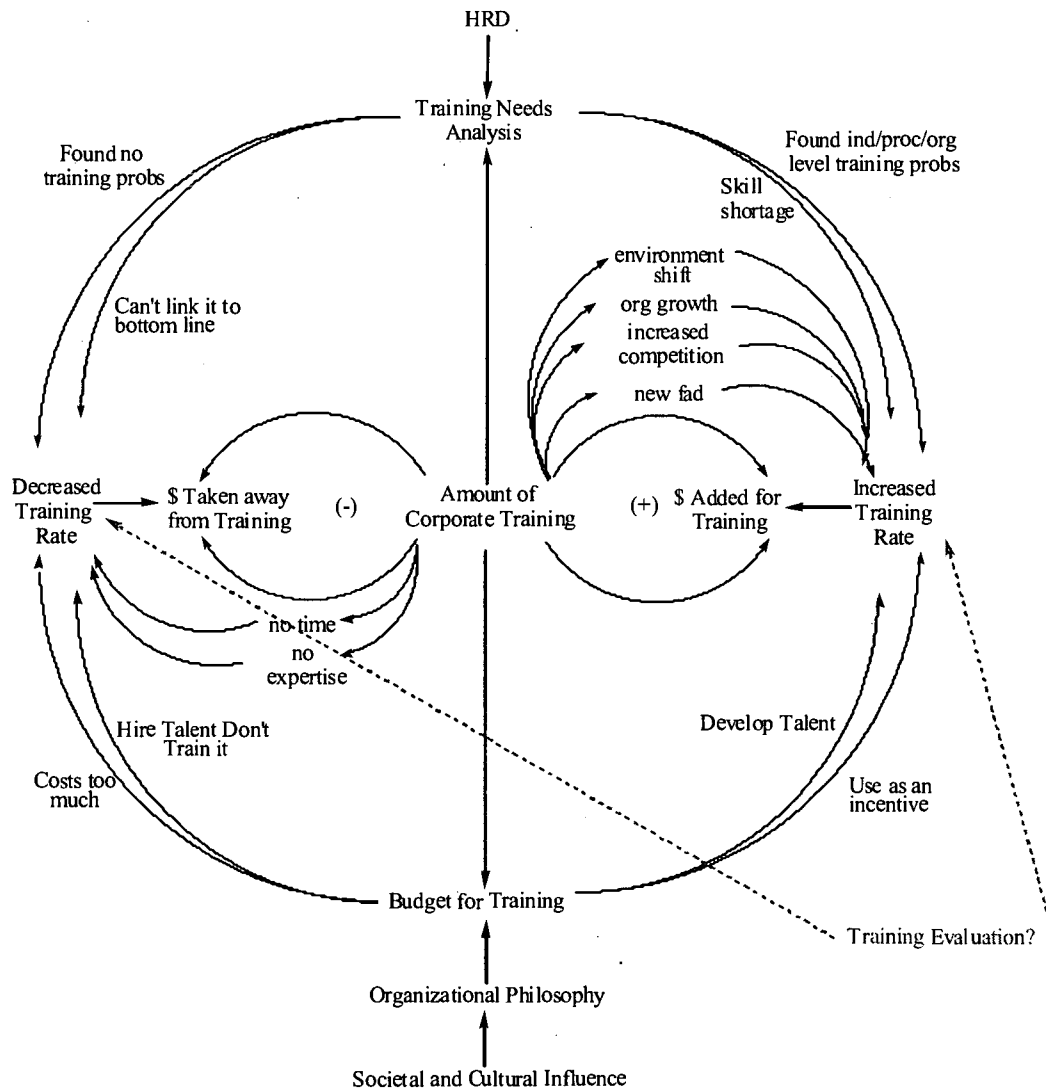 HRD
Training Needs
Analysis
Found no
training probs
Found ind/proc/org
level training probs
Skill
shortage
environment
shift
Can't link it to
bottom line
org growth
increased
competition
new fad
Decreased
Training
Rate
$ Taken away
from Training
(-)
Amount of
Corporate Training
(+)
$ Added for
Training
Increased
Training
Rate
no time
no
expertise
Hire Talent Don't
Train it
Develop Talent
Costs too
much
Use as an
incentive
Budget for Training
Training Evaluation?
Organizational Philosophy
Societal and Cultural Influence